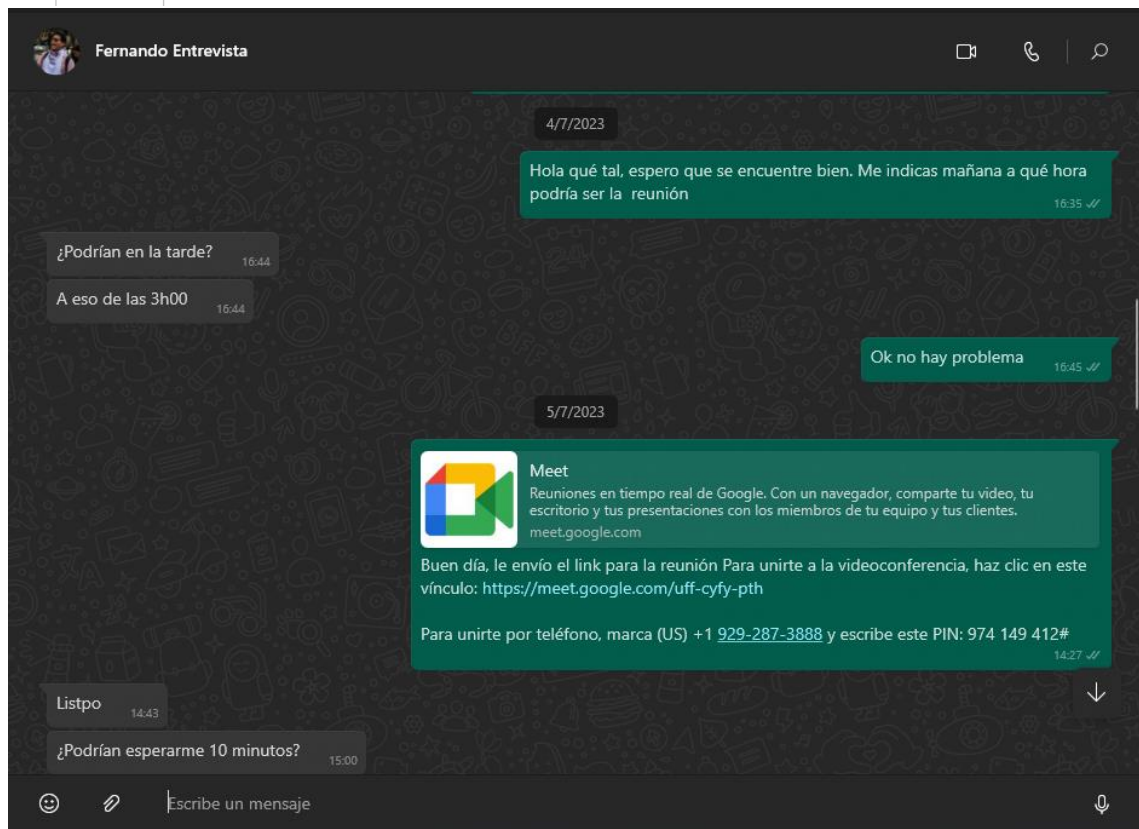 Fernando Entrevista
4/7/2023
Hola qué tal, espero que se encuentre bien. Me indicas mañana a qué hora
podría ser la reunión
16:35
¿Podrían en la tarde?
16:44
A eso de las 3h00
16:44
Ok no hay problema
16:45
5/7/2023
Meet
Reuniones en tiempo real de Google. Con un navegador, comparte tu video, tu
escritorio y tus presentaciones con los miembros de tu equipo y tus clientes.
meet.google.com
Buen día, le envío el link para la reunión Para unirte a la videoconferencia, haz clic en este
vínculo: https://meet.google.com/uff-cyfy-pth
Para unirte por teléfono, marca (US) +1 929-287-3888 y escribe este PIN: 974 149 412#
14:27
Listpo
14:43
¿Podrían esperarme 10 minutos?
15:00
Escribe un mensaje